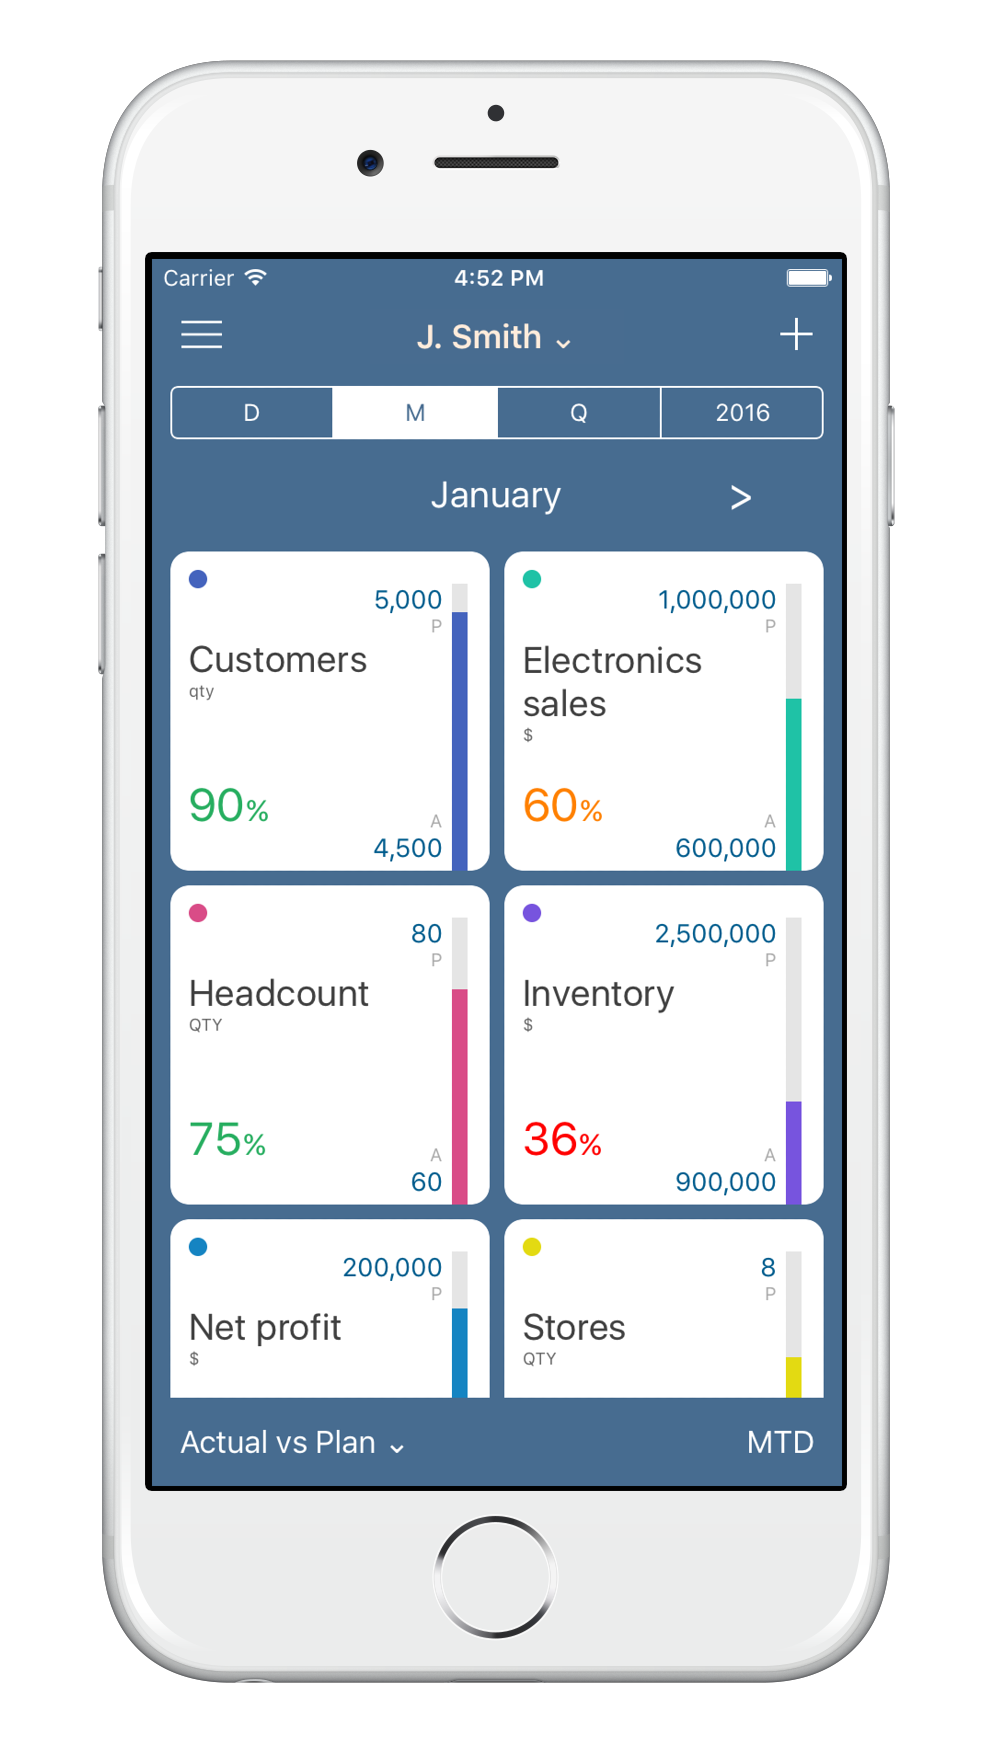 Carrier 4:52 PM
J. Smith
D M Q 2016
January >
5,000
P
Customers
qty
90%
A
4,500
1,000,000
P
Electronics
sales
$
60%
A
600,000
80
P
Headcount
QTY
75%
A
60
2,500,000
P
Inventory
$
36%
A
900,000
200,000
P
Net profit
$
8
P
Stores
QTY
Actual vs Plan MTD